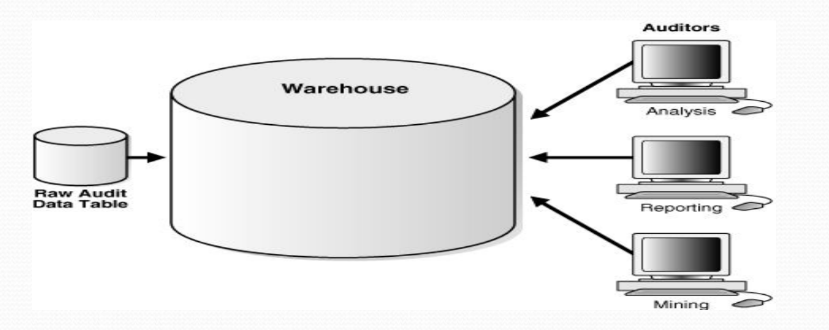 Auditors
Warehouse
Analysis
Raw Audit
Data Table
Reporting
Mining